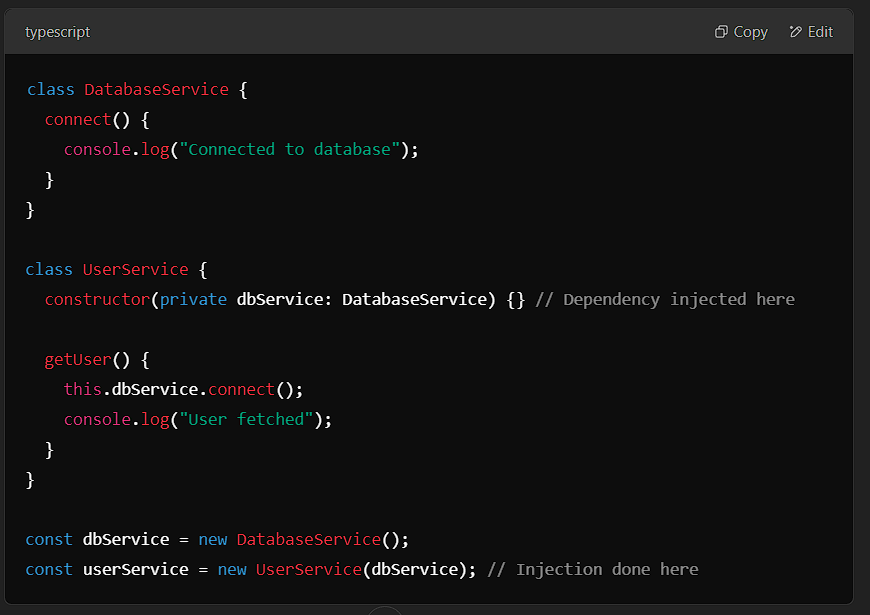 typescript
Copy
Edit
class DatabaseService {
connect() {
console.log("Connected to database");
}
}
class UserService {
constructor(private dbService: DatabaseService) {} // Dependency injected here
getUser() {
this.dbService.connect();
console.log("User fetched");
}
}
const dbService = new DatabaseService();
const userService = new UserService(dbService); // Injection done here